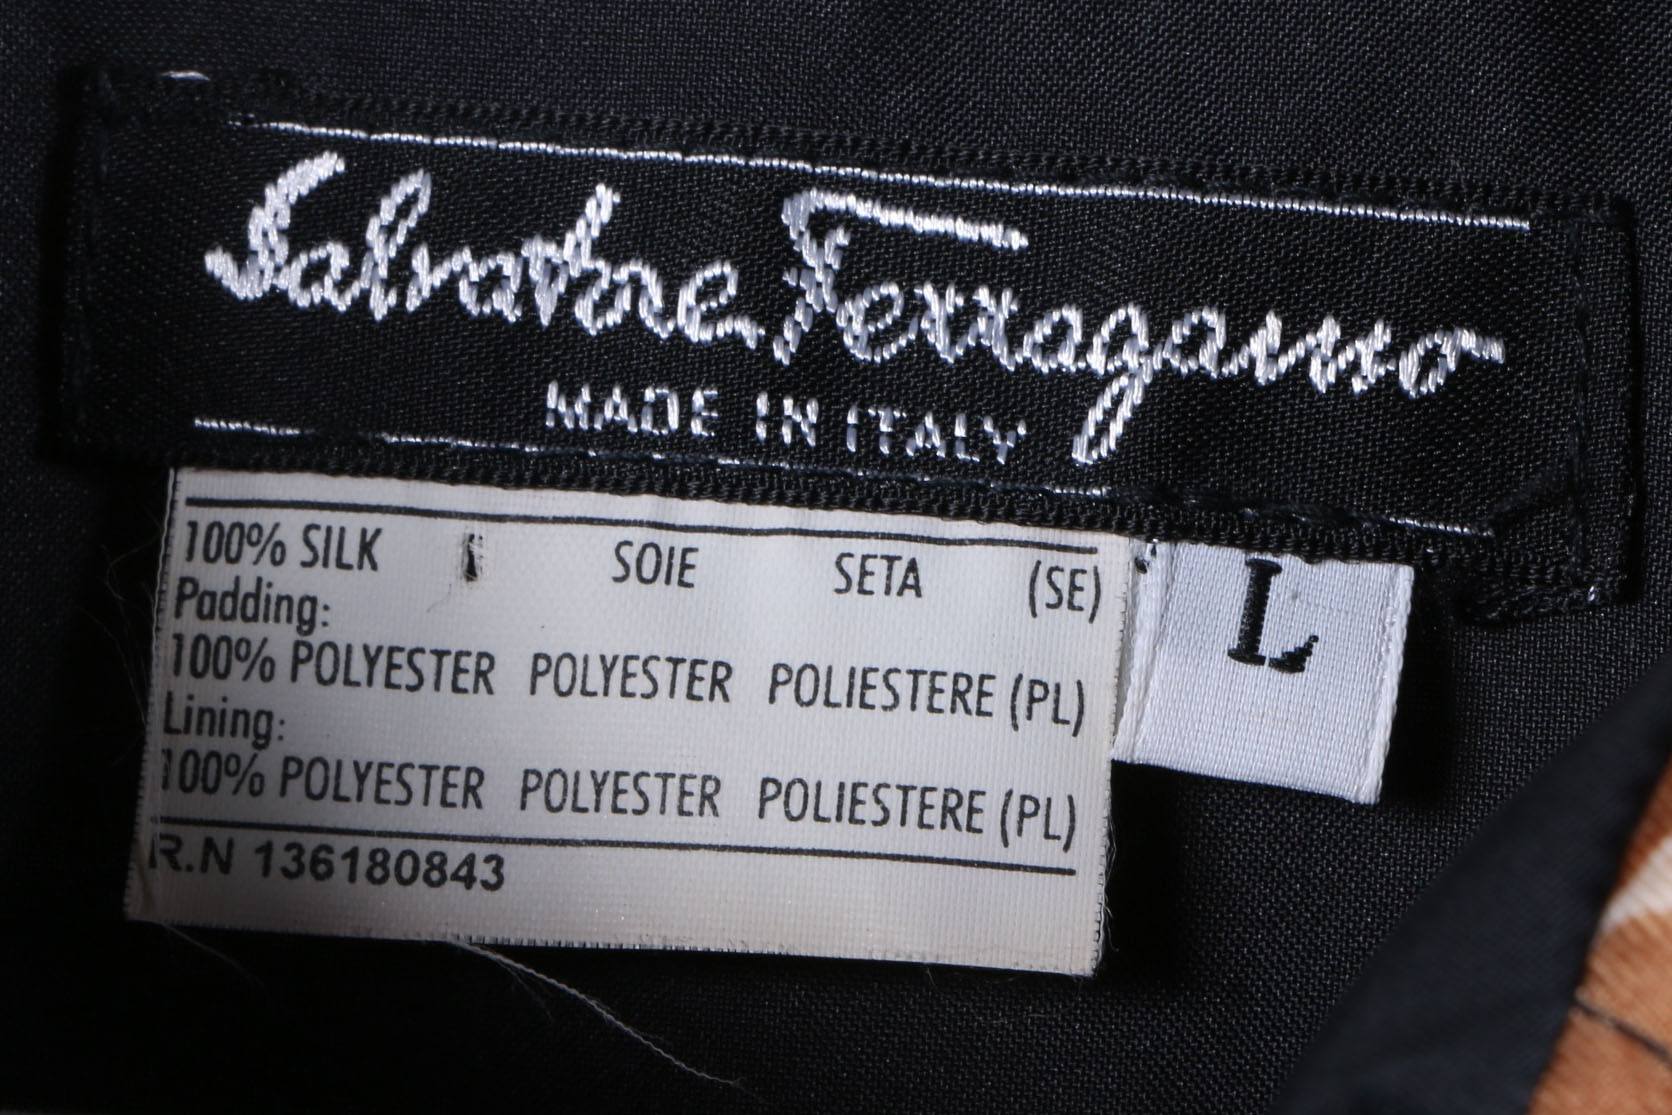 Salvatore Ferragamo
MADE IN ITALY
L
100% SILK SOIE SETA (SE)
Padding:
100% POLYESTER POLYESTER POLIESTERE (PL)
Lining:
100% POLYESTER POLYESTER POLIESTERE (PL)
R.N 136180843